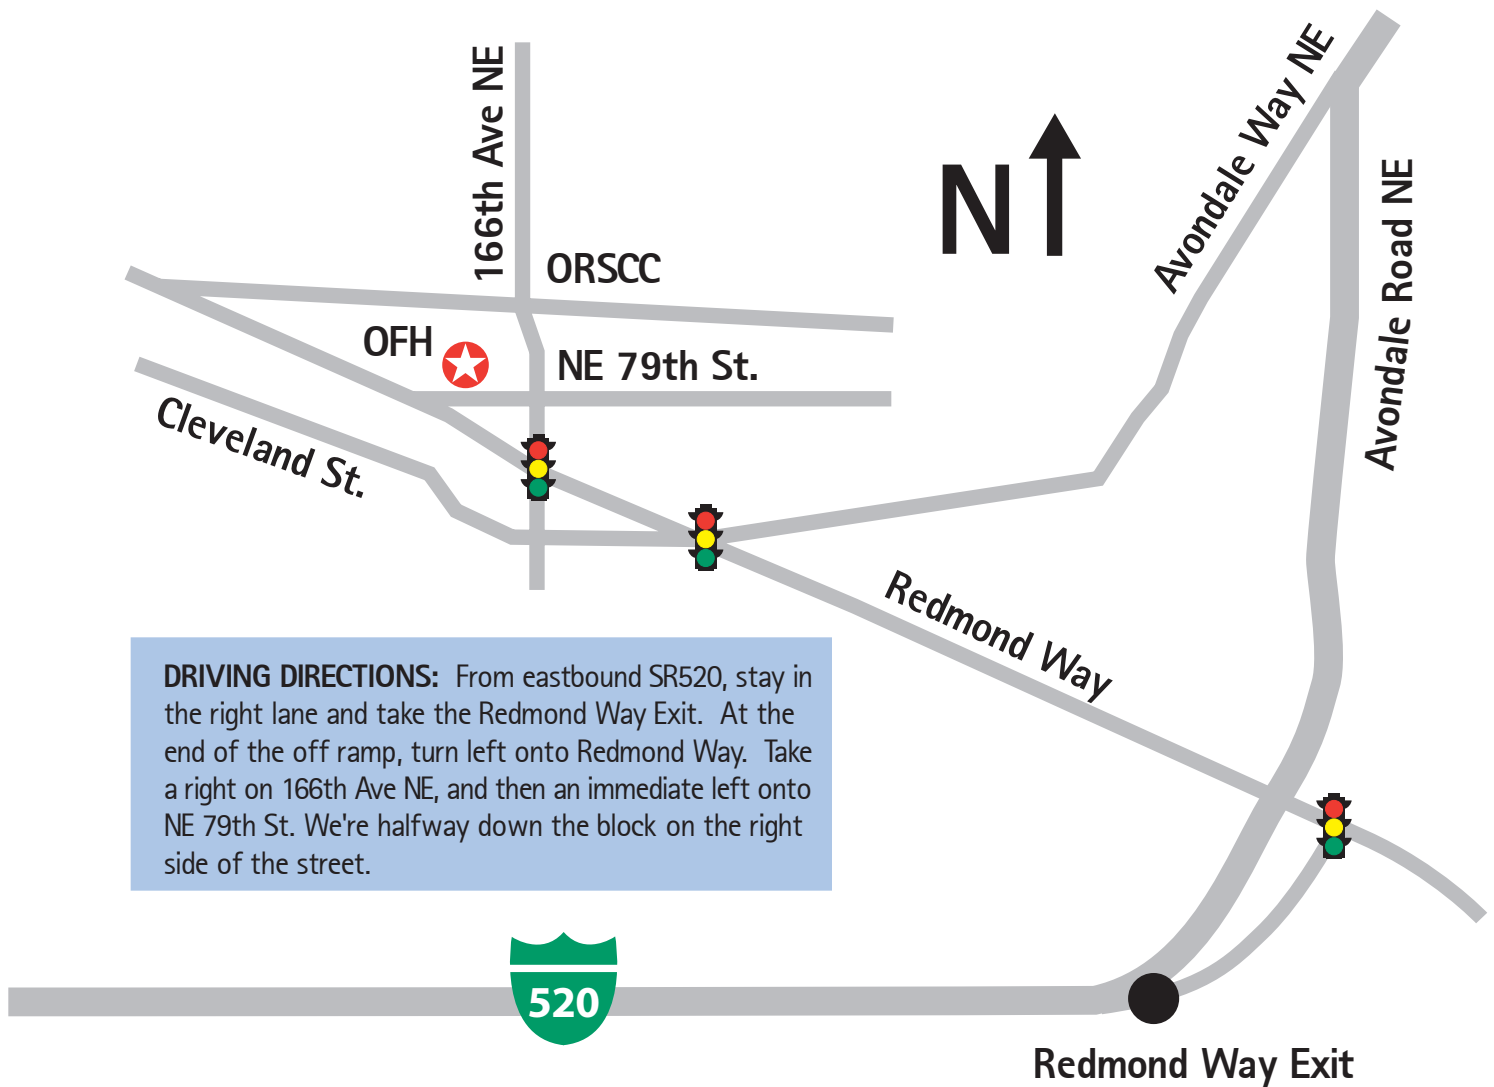 166th Ave NE
Avondale Way NE
N
Avondale Road NE
ORSCC
OFH
NE 79th St.
Cleveland St.
Redmond Way
DRIVING DIRECTIONS: From eastbound SR520, stay in
the right lane and take the Redmond Way Exit. At the
end of the off ramp, turn left onto Redmond Way. Take
a right on 166th Ave NE, and then an immediate left onto
NE 79th St. We're halfway down the block on the right
side of the street.
520
Redmond Way Exit